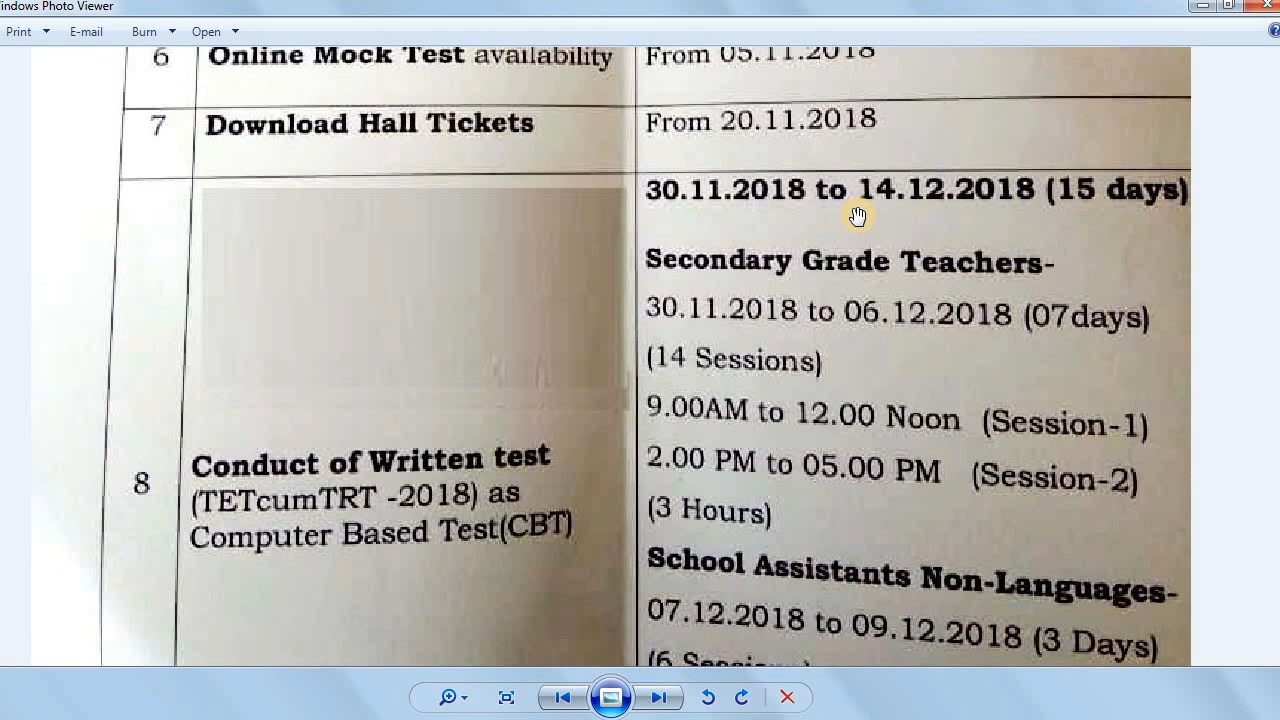 indows Photo Viewer
Print
E-mail
Burn
Open
6 Online Mock Test availability From 05.11.2018
7 Download Hall Tickets From 20.11.2018
30.11.2018 to 14.12.2018 (15 days)
Secondary Grade Teachers-
30.11.2018 to 06.12.2018 (07days)
(14 Sessions)
9.00AM to 12.00 Noon (Session-1)
2.00 PM to 05.00 PM (Session-2)
(3 Hours)
8 Conduct of Written test
(TETcumTRT -2018) as
Computer Based Test(CBT)
School Assistants Non-Languages-
07.12.2018 to 09.12.2018 (3 Days)